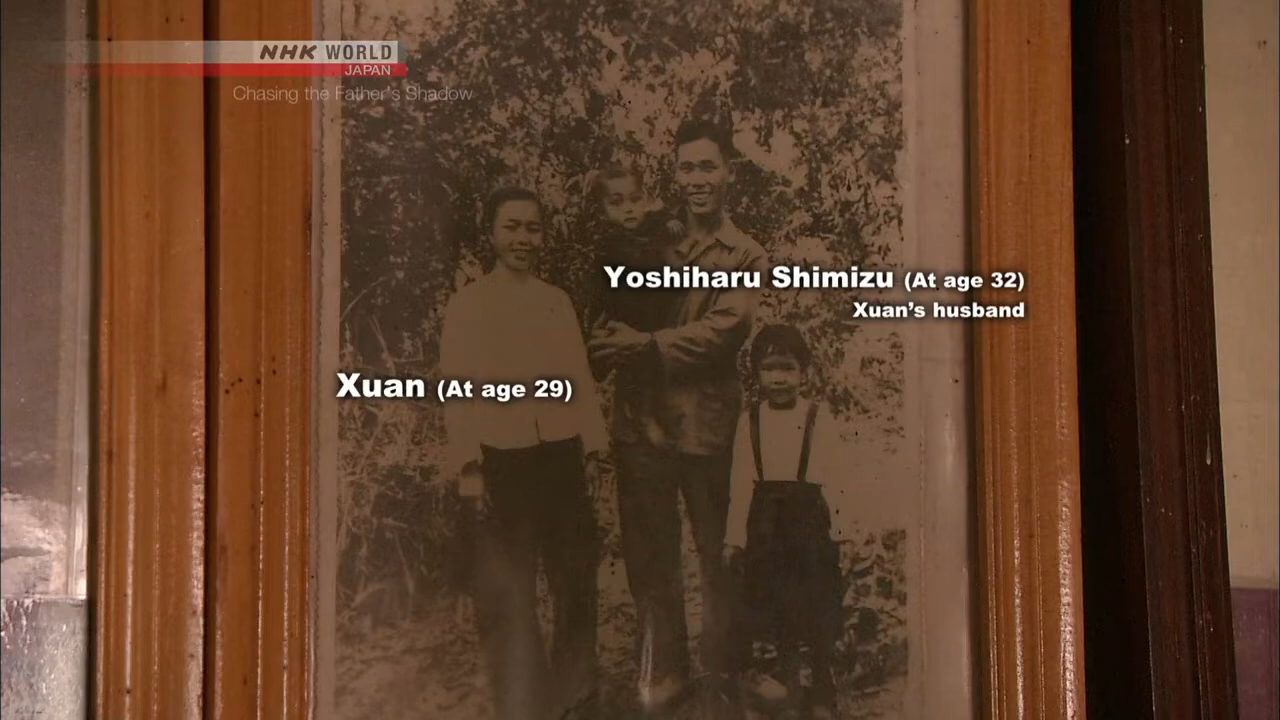 NHK WORLD
JAPAN
Chasing the Father's Shadow
Yoshiharu Shimizu (At age 32)
Xuan's husband
Xuan (At age 29)